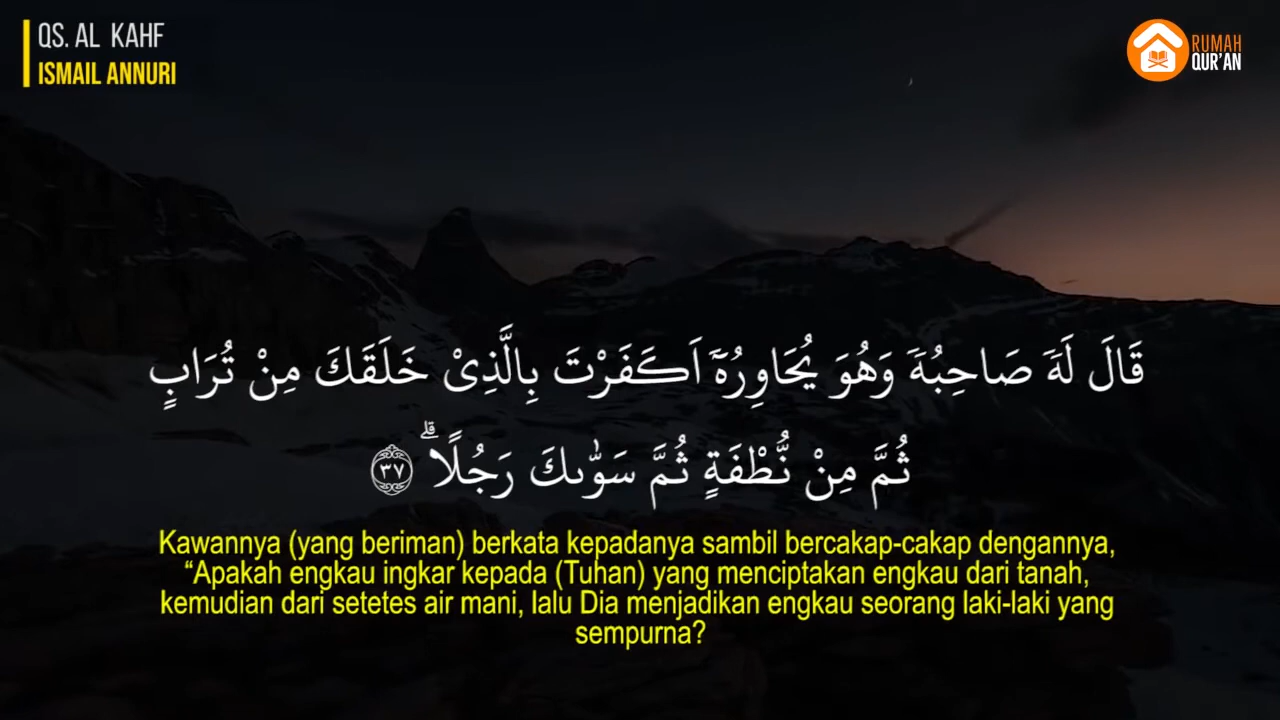 QS. AL KAHF
ISMAIL ANNURI
RUMAH
QUR'AN
قَالَ لَهٗ صَاحِبُهٗ وَهُوَ يُحَاوِرُهٗٓ اَكَفَرْتَ بِالَّذِيْ خَلَقَكَ مِنْ تُرَابٍ
ثُمَّ مِنْ نُّطْفَةٍ ثُمَّ سَوّٰىكَ رَجُلًاۗ ٣٧
Kawannya (yang beriman) berkata kepadanya sambil bercakap-cakap dengannya,
“Apakah engkau ingkar kepada (Tuhan) yang menciptakan engkau dari tanah,
kemudian dari setetes air mani, lalu Dia menjadikan engkau seorang laki-laki yang
sempurna?